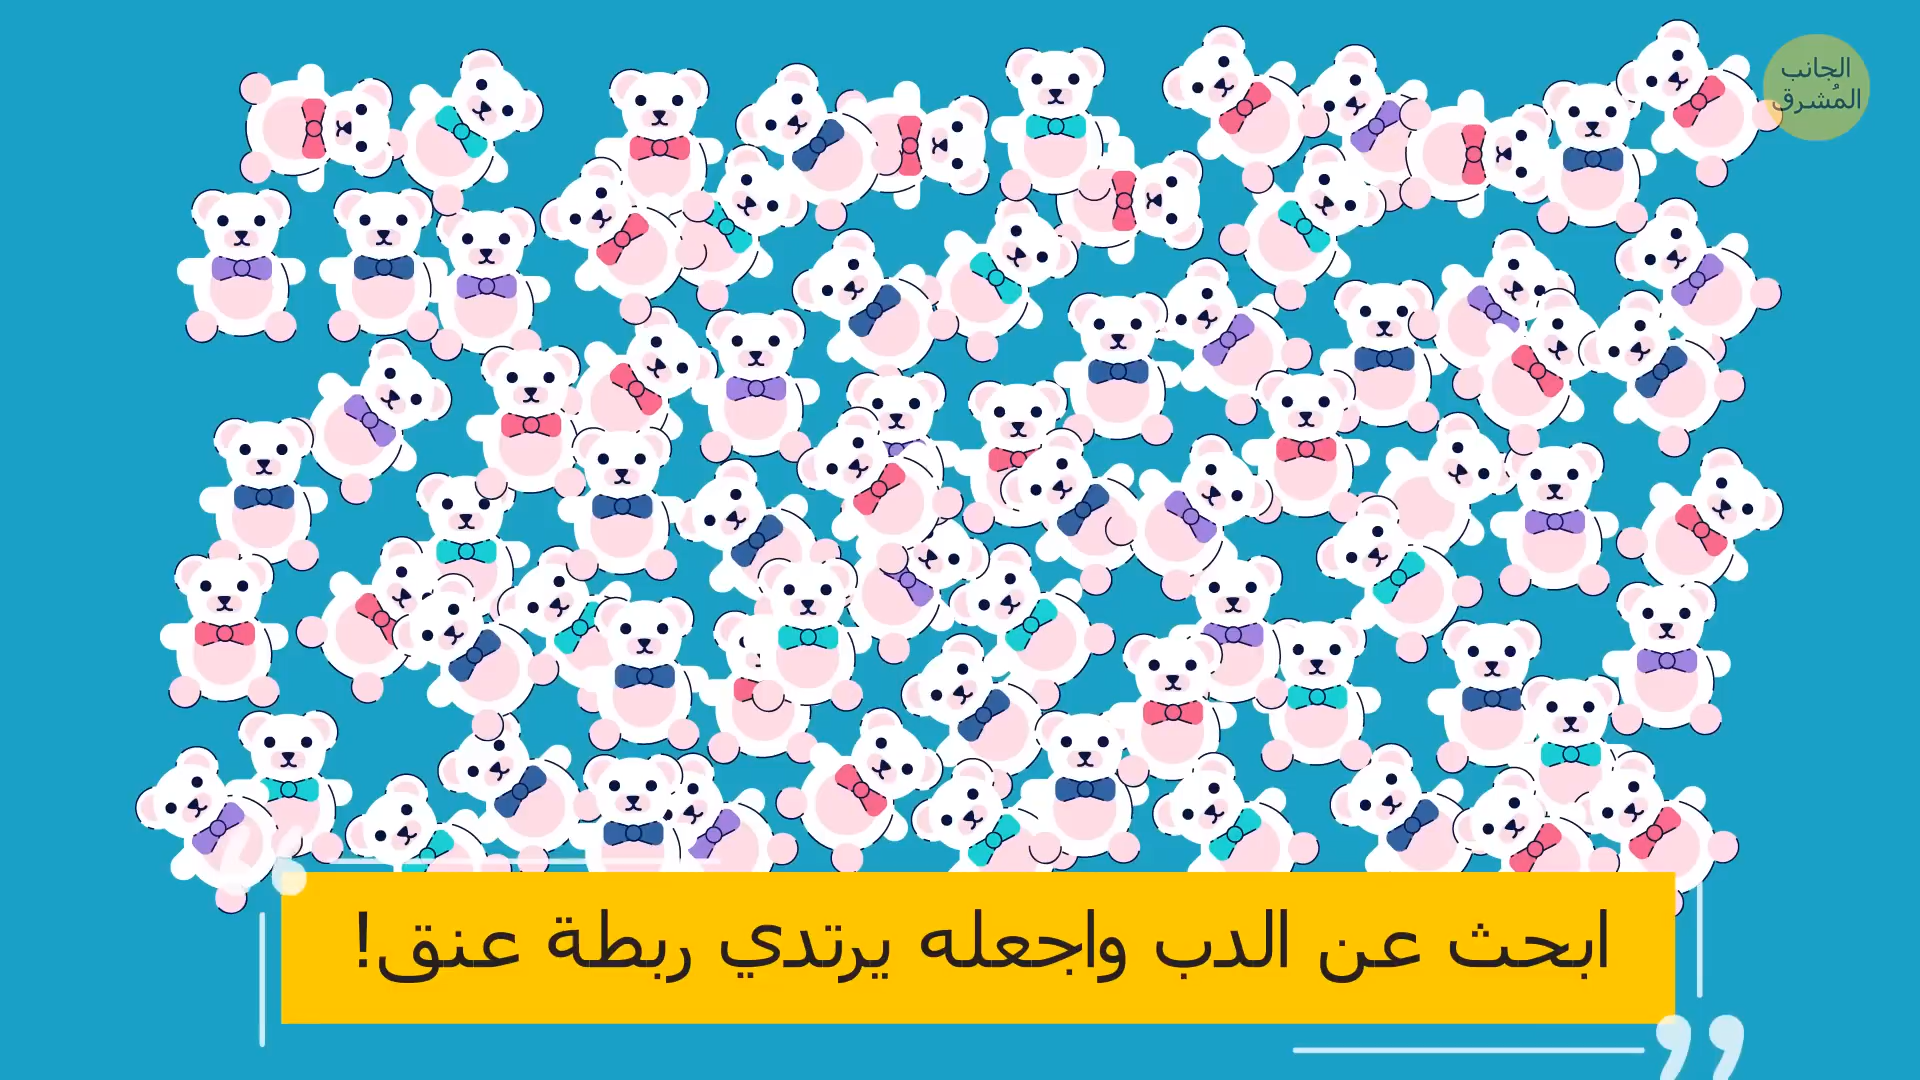 الجانب
المُشرق
ابحث عن الدب واجعله يرتدي ربطة عنق!